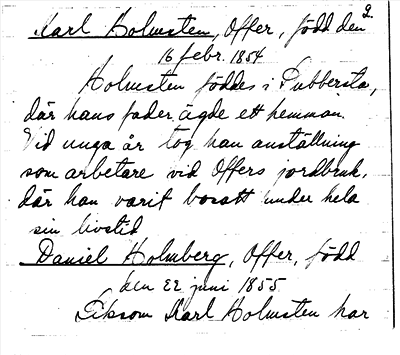 2.
Karl Holmsten, Offer, född den
16 febr. 1854
Holmsten föddes i Pubbersta,
där hans fader ägde ett hemman.
Vid unga år tog han anställning
som arbetare vid Offers jordbruk,
där han varit bosatt under hela
sin livstid
Daniel Holmberg, Offer, född
den 22 juni 1855
Liksom Karl Holmsten har